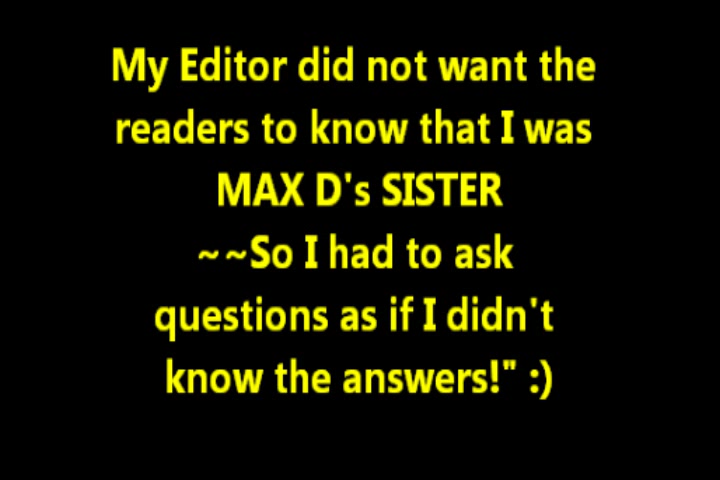 My Editor did not want the
readers to know that I was
MAX D's SISTER
~~So I had to ask
questions as if I didn't
know the answers!" :)